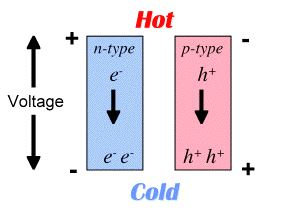 Hot
+ -
n-type p-type
e⁻ h⁺
Voltage
e⁻ e⁻ h⁺ h⁺
- +
Cold